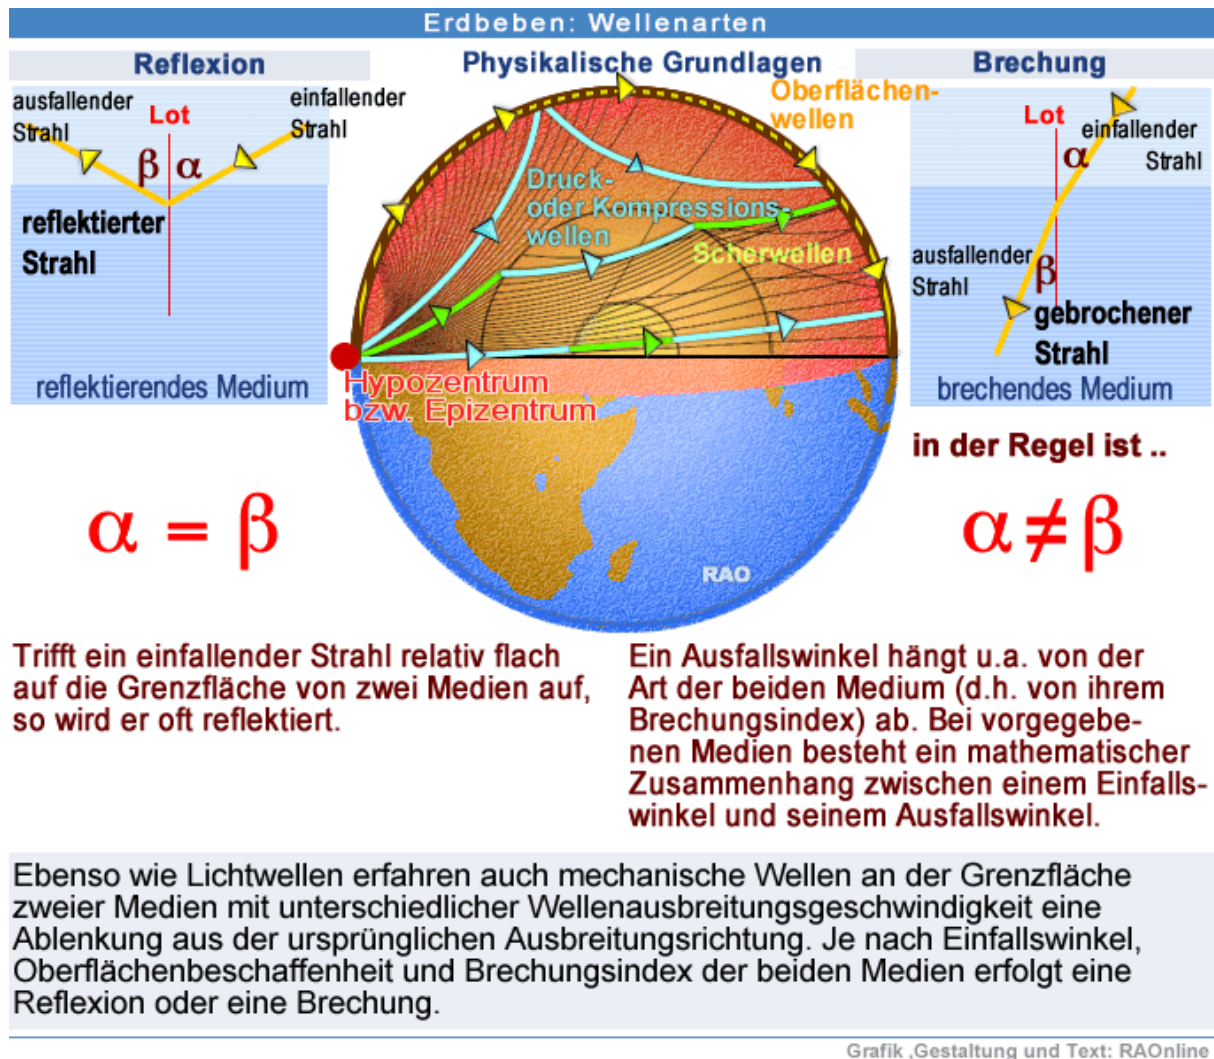 Erdbeben: Wellenarten
Reflexion
ausfallender
Strahl
Lot
einfallender
Strahl
β α
reflektierter
Strahl
reflektierendes Medium
α = β
Physikalische Grundlagen
Oberflächen-
wellen
Druck-
oder Kompressions-
wellen
Scherwellen
Hypozentrum
bzw. Epizentrum
RAO
Brechung
Lot
einfallender
Strahl
α
ausfallender
Strahl
β
gebrochener
Strahl
brechendes Medium
in der Regel ist ..
α ≠ β
Trifft ein einfallender Strahl relativ flach
auf die Grenzfläche von zwei Medien auf,
so wird er oft reflektiert.
Ein Ausfallswinkel hängt u.a. von der
Art der beiden Medium (d.h. von ihrem
Brechungsindex) ab. Bei vorgegebe-
nen Medien besteht ein mathematischer
Zusammenhang zwischen einem Einfalls-
winkel und seinem Ausfallswinkel.
Ebenso wie Lichtwellen erfahren auch mechanische Wellen an der Grenzfläche
zweier Medien mit unterschiedlicher Wellenausbreitungsgeschwindigkeit eine
Ablenkung aus der ursprünglichen Ausbreitungsrichtung. Je nach Einfallswinkel,
Oberflächenbeschaffenheit und Brechungsindex der beiden Medien erfolgt eine
Reflexion oder eine Brechung.
Grafik ,Gestaltung und Text: RAOnline